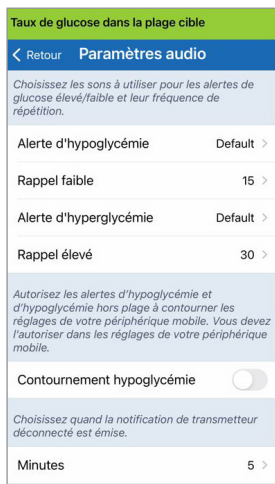 Taux de glucose dans la plage cible
Retour Paramètres audio
Choisissez les sons à utiliser pour les alertes de
glucose élevé/faible et leur fréquence de
répétition.
Alerte d'hypoglycémie Default
Rappel faible 15
Alerte d'hyperglycémie Default
Rappel élevé 30
Autorisez les alertes d'hypoglycémie et
d'hypoglycémie hors plage à contourner les
réglages de votre périphérique mobile. Vous devez
l'autoriser dans les réglages de votre périphérique
mobile.
Contournement hypoglycémie
Choisissez quand la notification de transmetteur
déconnecté est émise.
Minutes 5